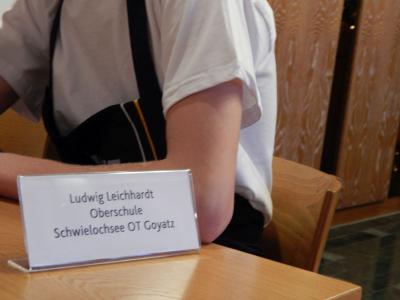 Ludwig Leichhardt
Oberschule
Schwielochsee OT Goyatz